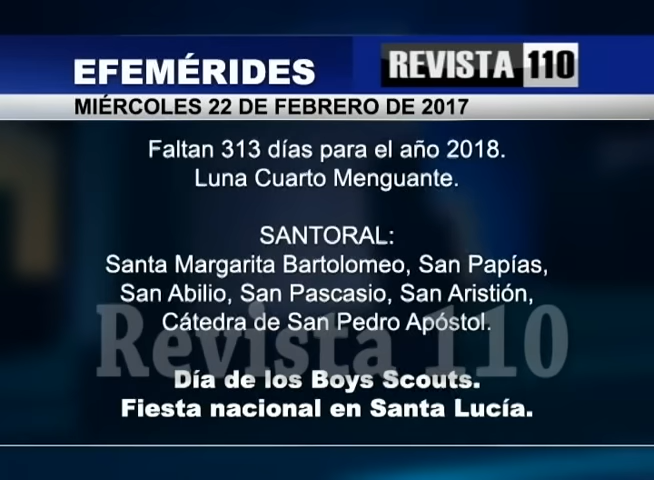 EFEMÉRIDES
REVISTA 110
MIÉRCOLES 22 DE FEBRERO DE 2017
Faltan 313 días para el año 2018.
Luna Cuarto Menguante.
SANTORAL:
Santa Margarita Bartolomeo, San Papías,
San Abilio, San Pascasio, San Aristión,
Cátedra de San Pedro Apóstol.
Revista 110
Día de los Boys Scouts.
Fiesta nacional en Santa Lucía.